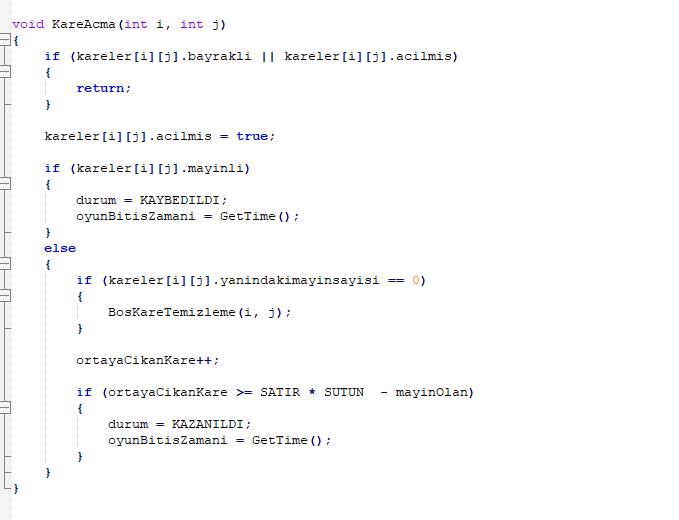 void KareAcma(int i, int j)
{
    if (kareler[i][j].bayrakli || kareler[i][j].acilmis)
    {
        return;
    }
    kareler[i][j].acilmis = true;
    if (kareler[i][j].mayinli)
    {
        durum = KAYBEDILDI;
        oyunBitisZamani = GetTime();
    }
    else
    {
        if (kareler[i][j].yanindakimayinsayisi == 0)
        {
            BosKareTemizleme(i, j);
        }
        ortayaCikanKare++;
        if (ortayaCikanKare >= SATIR * SUTUN  - mayinOlan)
        {
            durum = KAZANILDI;
            oyunBitisZamani = GetTime();
        }
    }
}